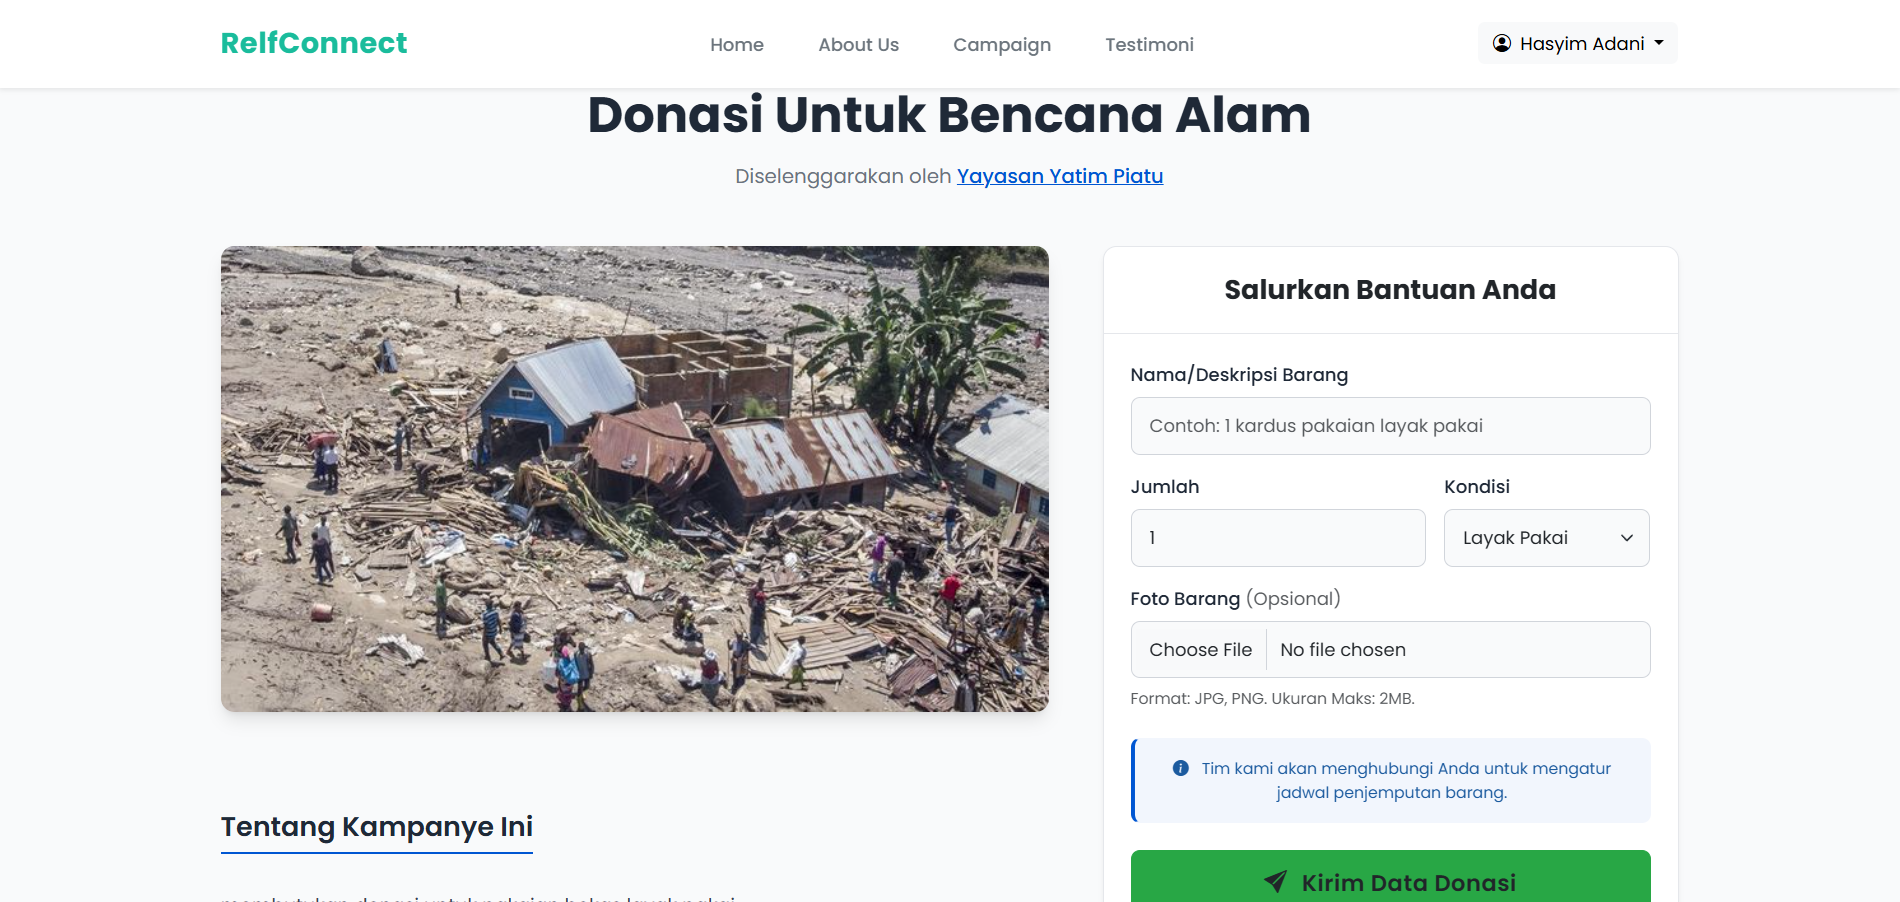 RelfConnect
Home
About Us
Campaign
Testimoni
Hasyim Adani
Donasi Untuk Bencana Alam
Diselenggarakan oleh Yayasan Yatim Piatu
Salurkan Bantuan Anda
Nama/Deskripsi Barang
Contoh: 1 kardus pakaian layak pakai
Jumlah
Kondisi
1
Layak Pakai
Foto Barang (Opsional)
Choose File
No file chosen
Format: JPG, PNG. Ukuran Maks: 2MB.
Tim kami akan menghubungi Anda untuk mengatur
jadwal penjemputan barang.
Kirim Data Donasi
Tentang Kampanye Ini